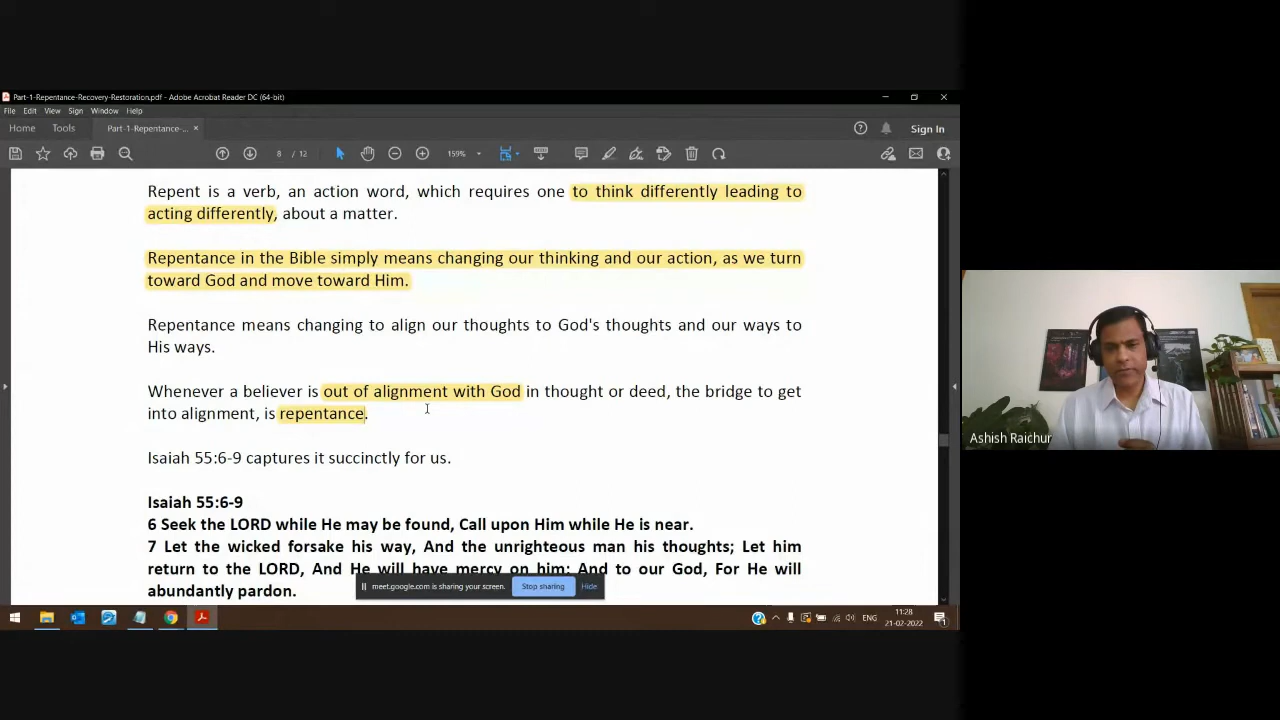 Part-1-Repentance-Recovery-Restoration.pdf - Adobe Acrobat Reader DC (64-bit)
File Edit View Sign Window Help
Home Tools Part-1-Repentance-... × Sign In
8 / 12 159%
Repent is a verb, an action word, which requires one to think differently leading to
acting differently, about a matter.
Repentance in the Bible simply means changing our thinking and our action, as we turn
toward God and move toward Him.
Repentance means changing to align our thoughts to God's thoughts and our ways to
His ways.
Whenever a believer is out of alignment with God in thought or deed, the bridge to get
into alignment, is repentance.
Isaiah 55:6-9 captures it succinctly for us.
Isaiah 55:6-9
6 Seek the LORD while He may be found, Call upon Him while He is near.
7 Let the wicked forsake his way, And the unrighteous man his thoughts; Let him
return to the LORD, And He will have mercy on him; And to our God, For He will
abundantly pardon.
meet.google.com is sharing your screen. Stop sharing Hide
ENG 11:28
21-02-2022
Ashish Raichur